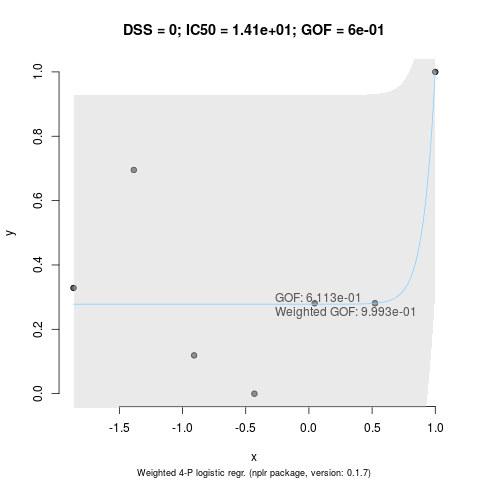 DSS = 0; IC50 = 1.41e+01; GOF = 6e-01
1.0
0.8
0.6
0.4
0.2
0.0
y
GOF: 6.113e-01
Weighted GOF: 9.993e-01
-1.5 -1.0 -0.5 0.0 0.5 1.0
x
Weighted 4-P logistic regr. (nplr package, version: 0.1.7)